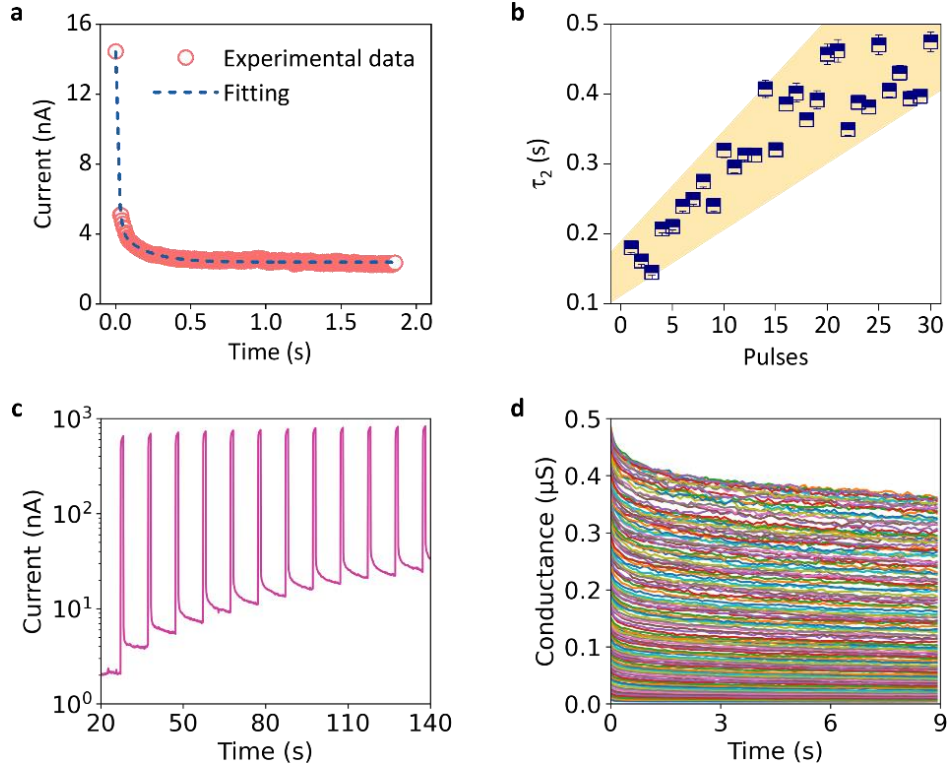 a
16
12
8
4
0
Current (nA)
Experimental data
Fitting
0.0 0.5 1.0 1.5 2.0
Time (s)
b
0.5
0.4
0.3
0.2
0.1
τ2 (s)
0 5 10 15 20 25 30
Pulses
c
10³
10²
10¹
10⁰
Current (nA)
20 50 80 110 140
Time (s)
d
0.5
0.4
0.3
0.2
0.1
0.0
Conductance (μS)
0 3 6 9
Time (s)